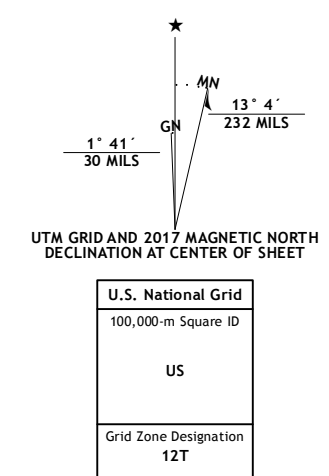 ★
MN
GN
13° 4´
232 MILS
1° 41´
30 MILS
UTM GRID AND 2017 MAGNETIC NORTH
DECLINATION AT CENTER OF SHEET
U.S. National Grid
100,000-m Square ID
US
Grid Zone Designation
12T